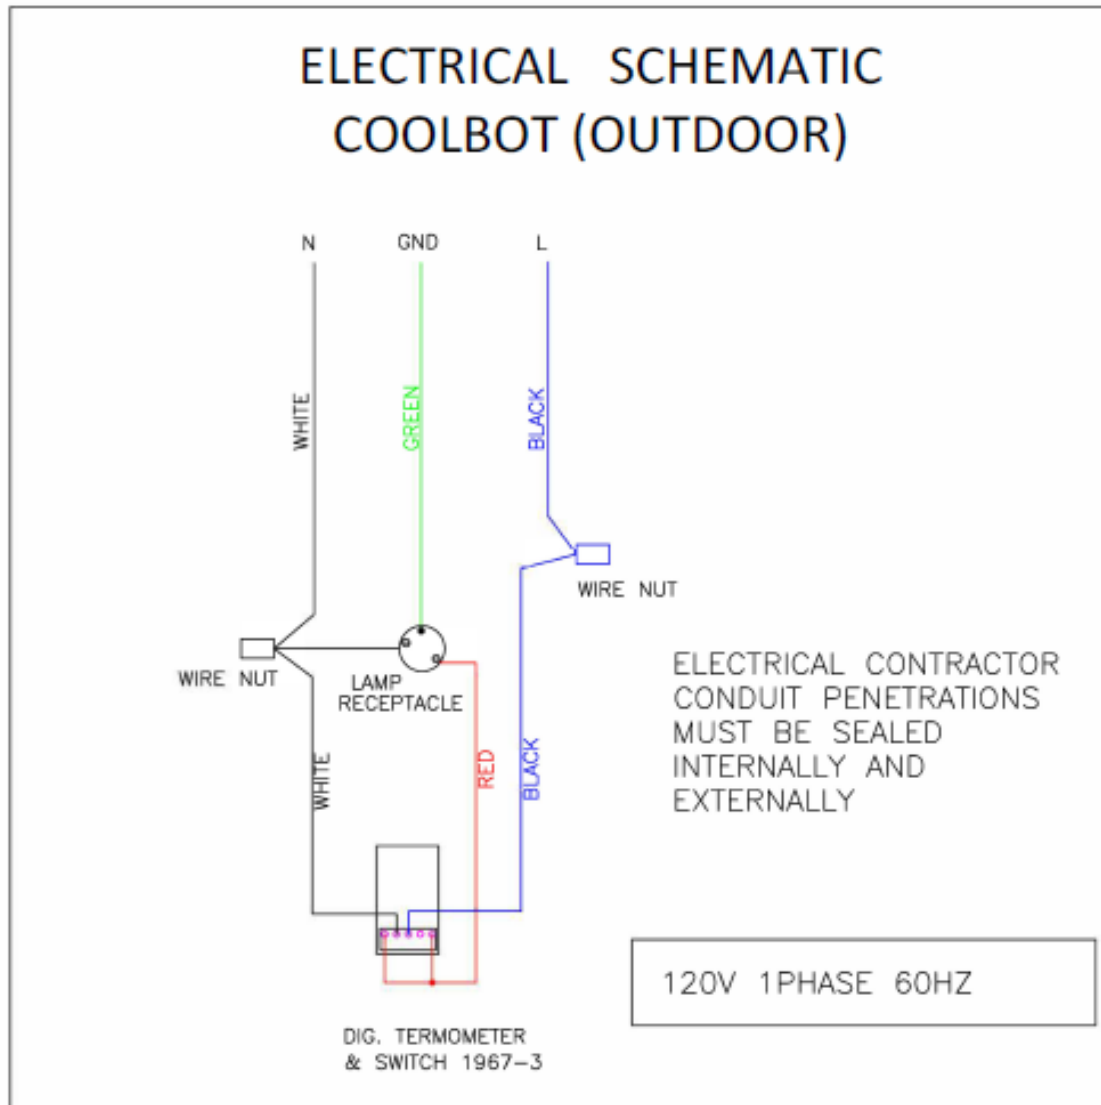 ELECTRICAL SCHEMATIC
COOLBOT (OUTDOOR)
N GND L
WHITE
GREEN
BLACK
WIRE NUT
WIRE NUT
LAMP
RECEPTACLE
ELECTRICAL CONTRACTOR
CONDUIT PENETRATIONS
MUST BE SEALED
INTERNALLY AND
EXTERNALLY
WHITE
RED
BLACK
120V 1PHASE 60HZ
DIG. TERMOMETER
& SWITCH 1967-3